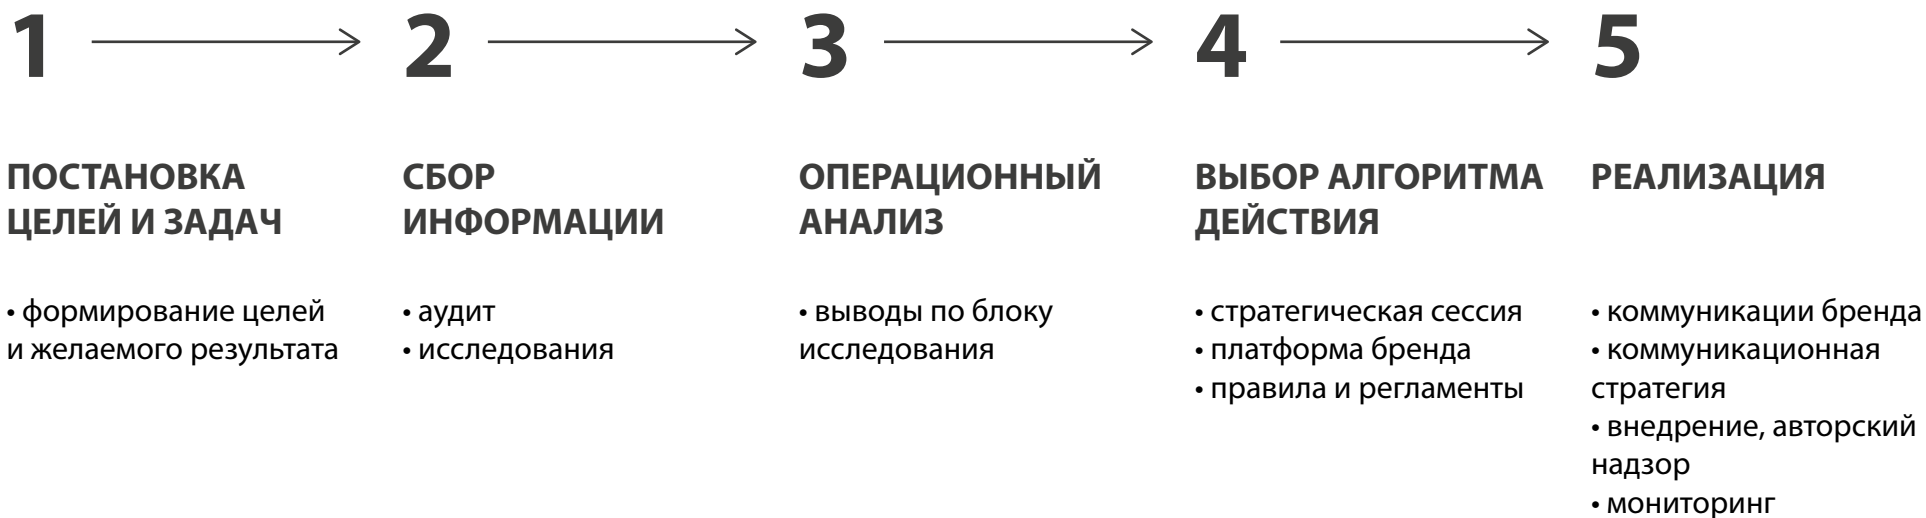 1
2
3
4
5
ПОСТАНОВКА
ЦЕЛЕЙ И ЗАДАЧ
• формирование целей
и желаемого результата
СБОР
ИНФОРМАЦИИ
• аудит
• исследования
ОПЕРАЦИОННЫЙ
АНАЛИЗ
• выводы по блоку
исследования
ВЫБОР АЛГОРИТМА
ДЕЙСТВИЯ
• стратегическая сессия
• платформа бренда
• правила и регламенты
РЕАЛИЗАЦИЯ
• коммуникации бренда
• коммуникационная
стратегия
• внедрение, авторский
надзор
• мониторинг